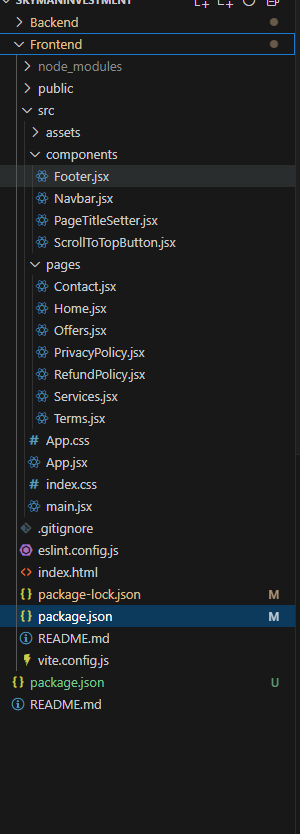 SKYMANINVESTMENT
Backend
Frontend
node_modules
public
src
assets
components
Footer.jsx
Navbar.jsx
PageTitleSetter.jsx
ScrollToTopButton.jsx
pages
Contact.jsx
Home.jsx
Offers.jsx
PrivacyPolicy.jsx
RefundPolicy.jsx
Services.jsx
Terms.jsx
# App.css
App.jsx
# index.css
main.jsx
.gitignore
eslint.config.js
<> index.html
{} package-lock.json M
{} package.json M
README.md
vite.config.js
{} package.json U
README.md